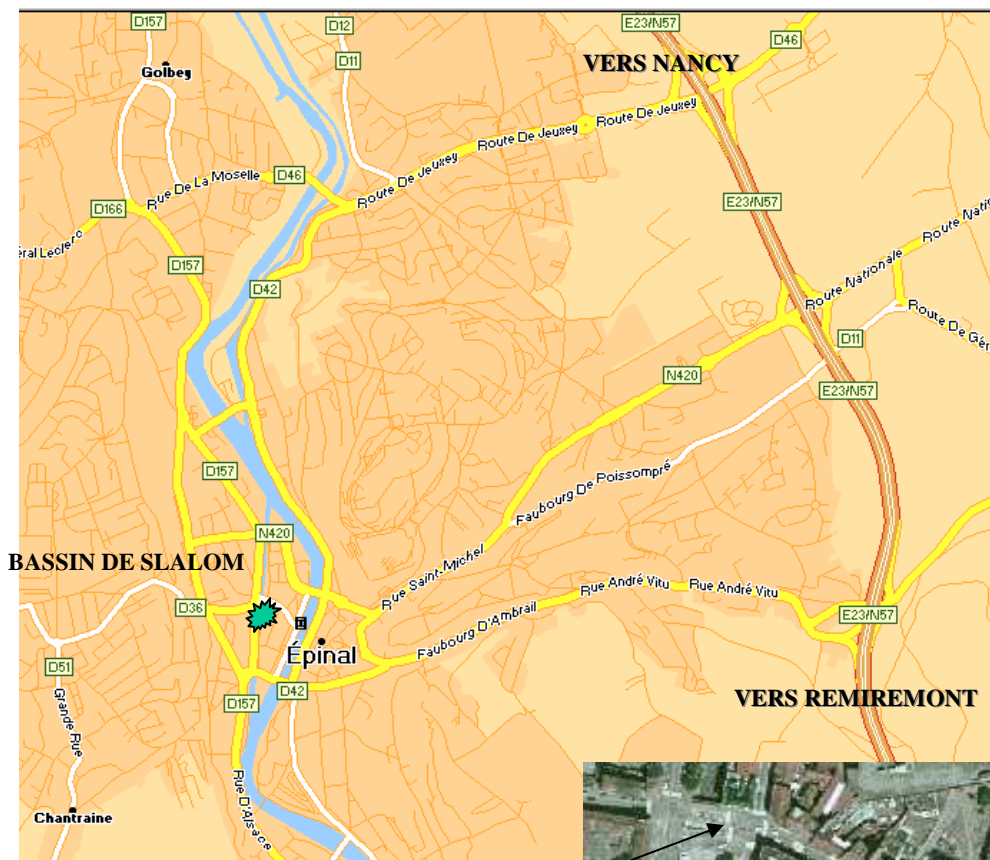 D157
D12
E23/N57
D46
VERS NANCY
Golbey
D11
Route De Jeuxey
Route De Jeuxey
Route De Jeuxey
Rue De La Moselle
D46
D166
E23/N57
éral Leclerc
Route Nati
Route Nationale
D157
D42
Route De Gér
D11
N420
E23/N57
D157
Faubourg De Poissompré
N420
BASSIN DE SLALOM
Rue Saint-Michel
Rue André Vitu
Rue André Vitu
D36
E23/N57
Faubourg D'Ambrail
Épinal
D51
D42
D157
VERS REMIREMONT
Grande Rue
Rue D'Alsace
Chantraine